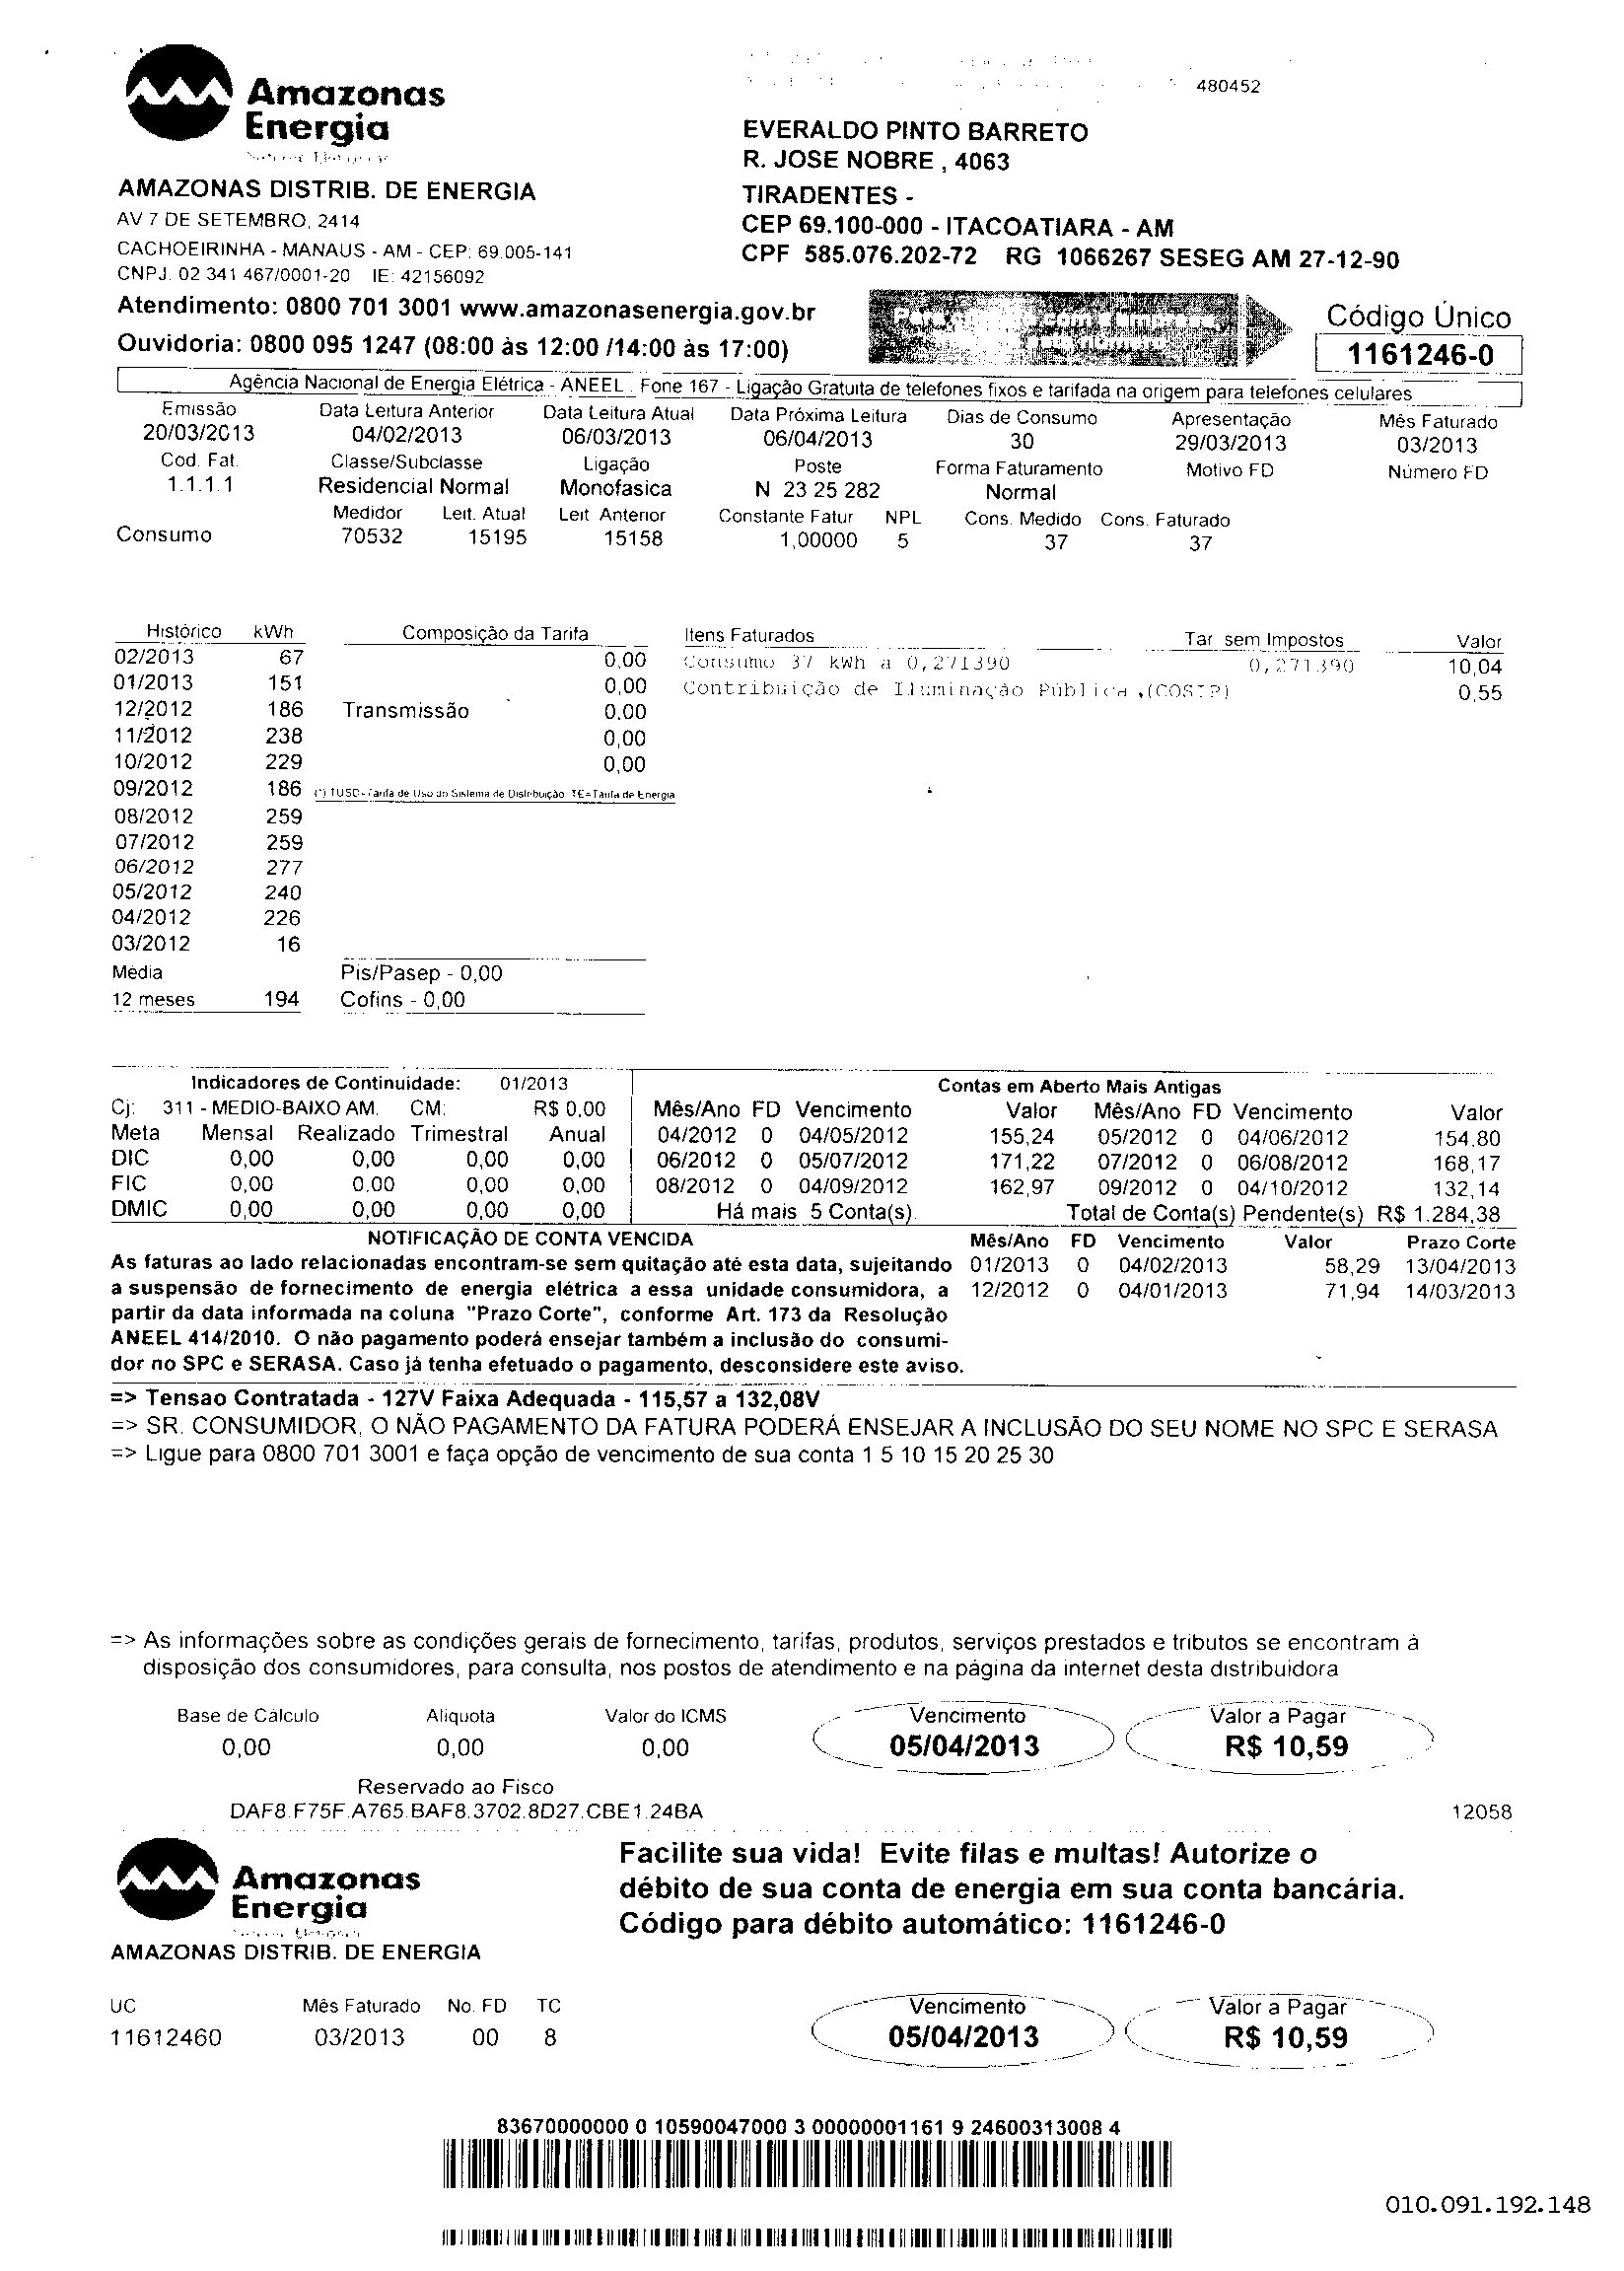 480452
Amazonas
Energia
EVERALDO PINTO BARRETO
R. JOSE NOBRE , 4063
AMAZONAS DISTRIB. DE ENERGIA
TIRADENTES -
AV 7 DE SETEMBRO, 2414
CEP 69.100-000 - ITACOATIARA - AM
CACHOEIRINHA - MANAUS - AM - CEP: 69.005-141
CPF 585.076.202-72 RG 1066267 SESEG AM 27-12-90
CNPJ. 02 341 467/0001-20 IE: 42156092
Atendimento: 0800 701 3001 www.amazonasenergia.gov.br
Código Único
Ouvidoria: 0800 095 1247 (08:00 às 12:00 /14:00 às 17:00)
1161246-0
Agência Nacional de Energia Elétrica - ANEEL . Fone 167 - Ligação Gratuita de telefones fixos e tarifada na origem para telefones celulares
Emissão Data Leitura Anterior Data Leitura Atual Data Próxima Leitura Dias de Consumo Apresentação Mês Faturado
20/03/2013 04/02/2013 06/03/2013 06/04/2013 30 29/03/2013 03/2013
Cod. Fat. Classe/Subclasse Ligação Poste Forma Faturamento Motivo FD Número FD
1.1.1.1 Residencial Normal Monofasica N 23 25 282 Normal
Medidor Leit. Atual Leit Anterior Constante Fatur NPL Cons. Medido Cons. Faturado
Consumo 70532 15195 15158 1,00000 5 37 37
Histórico kWh Composição da Tarifa Itens Faturados Tar sem Impostos Valor
02/2013 67 0,00 Consumo 37 kWh a 0,271390 0,271390 10,04
01/2013 151 0,00 Contribuição de Iluminação Pública (COSIP) 0,55
12/2012 186 Transmissão 0,00
11/2012 238 0,00
10/2012 229 0,00
09/2012 186 (*) TUSD-Tarifa de Uso do Sistema de Distribuição TE=Tarifa de Energia
08/2012 259
07/2012 259
06/2012 277
05/2012 240
04/2012 226
03/2012 16
Média Pis/Pasep - 0,00
12 meses 194 Cofins - 0,00
Indicadores de Continuidade: 01/2013 Contas em Aberto Mais Antigas
Cj: 311 - MEDIO-BAIXO AM. CM: R$ 0,00 Mês/Ano FD Vencimento Valor Mês/Ano FD Vencimento Valor
Meta Mensal Realizado Trimestral Anual 04/2012 0 04/05/2012 155,24 05/2012 0 04/06/2012 154,80
DIC 0,00 0,00 0,00 0,00 06/2012 0 05/07/2012 171,22 07/2012 0 06/08/2012 168,17
FIC 0,00 0,00 0,00 0,00 08/2012 0 04/09/2012 162,97 09/2012 0 04/10/2012 132,14
DMIC 0,00 0,00 0,00 0,00 Há mais 5 Conta(s) Total de Conta(s) Pendente(s) R$ 1.284,38
NOTIFICAÇÃO DE CONTA VENCIDA Mês/Ano FD Vencimento Valor Prazo Corte
As faturas ao lado relacionadas encontram-se sem quitação até esta data, sujeitando 01/2013 0 04/02/2013 58,29 13/04/2013
a suspensão de fornecimento de energia elétrica a essa unidade consumidora, a 12/2012 0 04/01/2013 71,94 14/03/2013
partir da data informada na coluna "Prazo Corte", conforme Art. 173 da Resolução
ANEEL 414/2010. O não pagamento poderá ensejar também a inclusão do consumi-
dor no SPC e SERASA. Caso já tenha efetuado o pagamento, desconsidere este aviso.
=> Tensao Contratada - 127V Faixa Adequada - 115,57 a 132,08V
=> SR. CONSUMIDOR, O NÃO PAGAMENTO DA FATURA PODERÁ ENSEJAR A INCLUSÃO DO SEU NOME NO SPC E SERASA
=> Ligue para 0800 701 3001 e faça opção de vencimento de sua conta 1 5 10 15 20 25 30
=> As informações sobre as condições gerais de fornecimento, tarifas, produtos, serviços prestados e tributos se encontram à
disposição dos consumidores, para consulta, nos postos de atendimento e na página da internet desta distribuidora
Base de Cálculo Aliquota Valor do ICMS Vencimento Valor a Pagar
0,00 0,00 0,00 05/04/2013 R$ 10,59
Reservado ao Fisco
DAF8.F75F.A765.BAF8.3702.8D27.CBE1.24BA 12058
Amazonas
Energia
Facilite sua vida! Evite filas e multas! Autorize o
débito de sua conta de energia em sua conta bancária.
Código para débito automático: 1161246-0
AMAZONAS DISTRIB. DE ENERGIA
UC Mês Faturado No. FD TC Vencimento Valor a Pagar
11612460 03/2013 00 8 05/04/2013 R$ 10,59
83670000000 0 10590047000 3 00000001161 9 24600313008 4
010.091.192.148